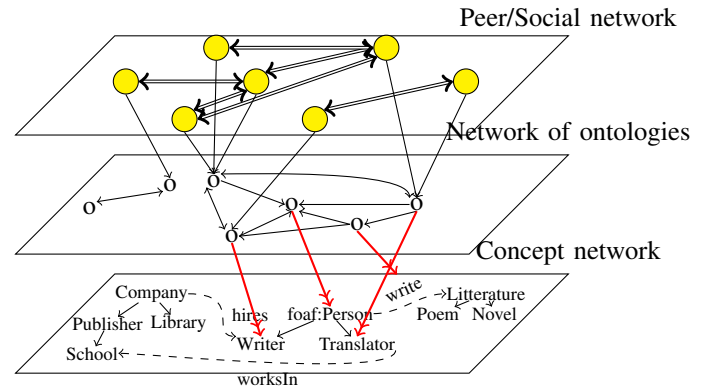 Peer/Social network
Network of ontologies
o
o
o
o
o
o
o
Concept network
Company
write
Litterature
hires
foaf:Person
Poem
Novel
Publisher
Library
School
Writer
Translator
worksIn